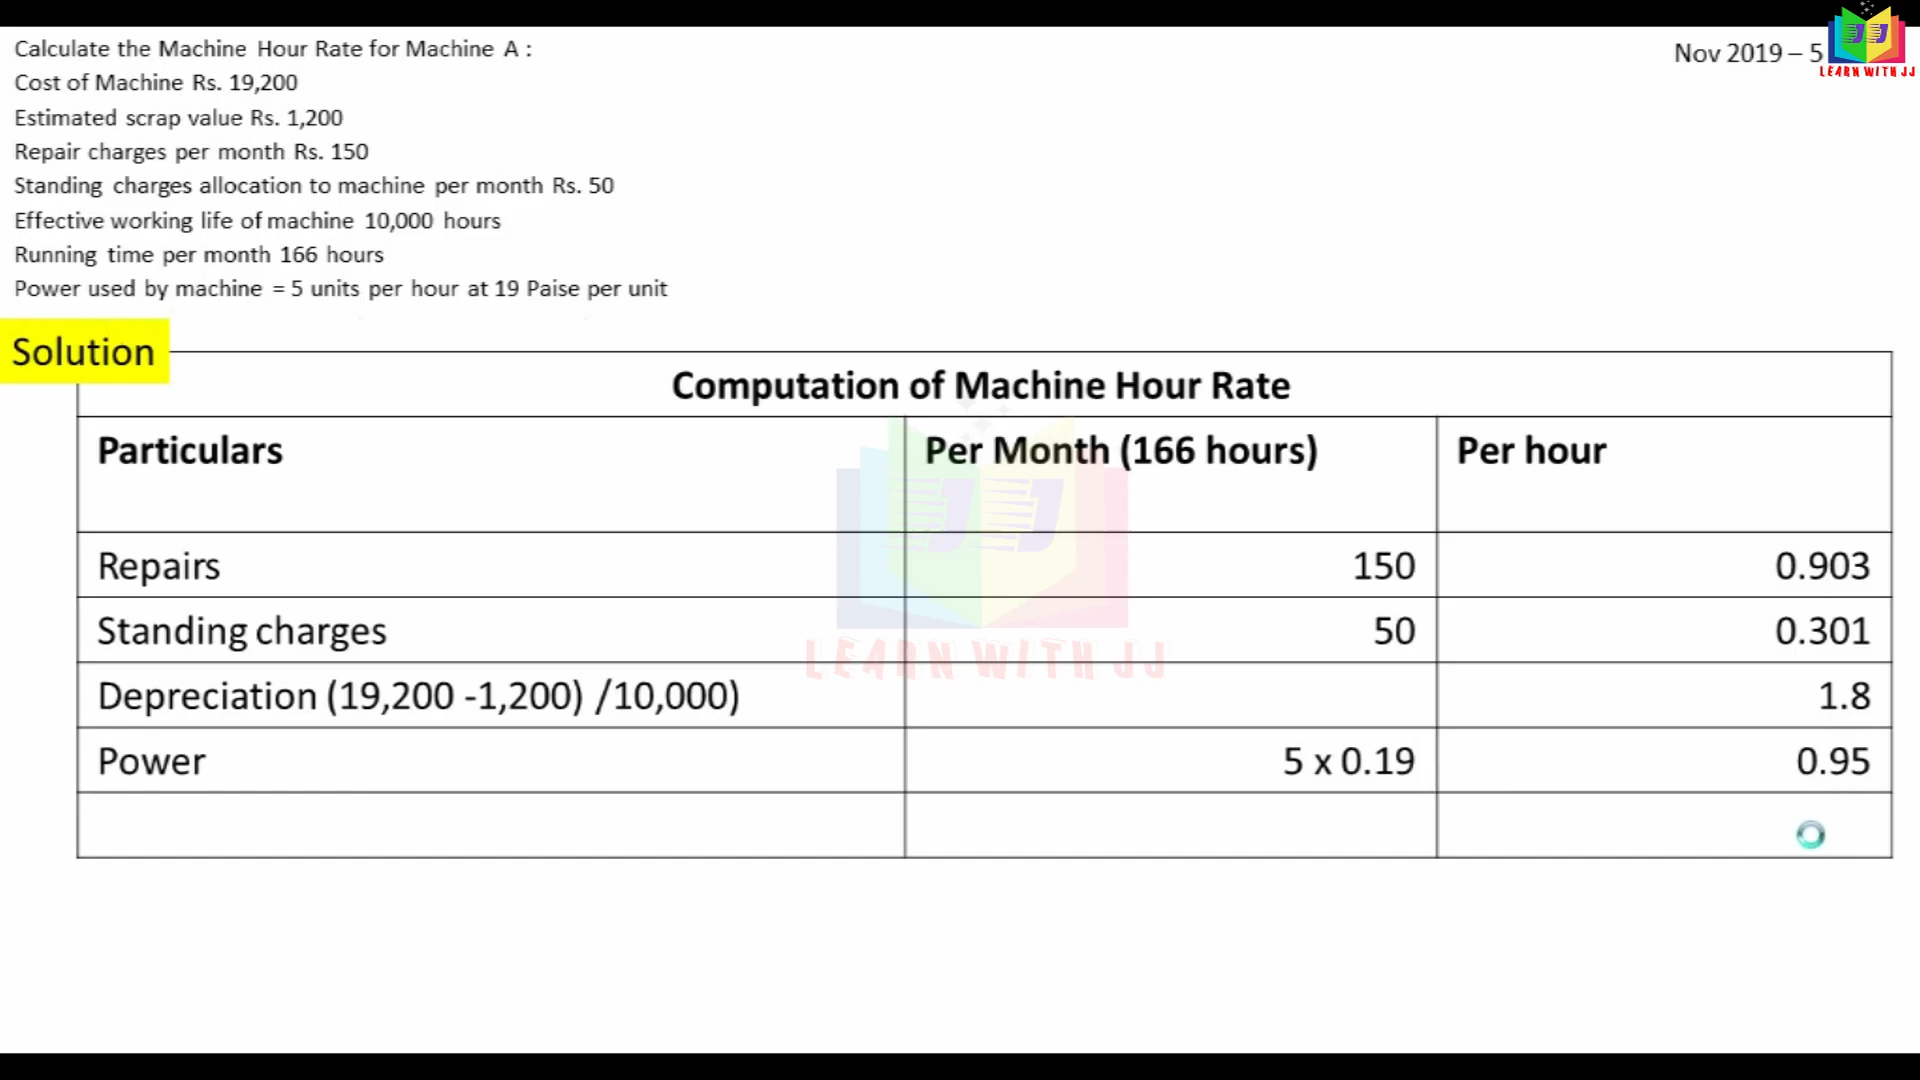 Calculate the Machine Hour Rate for Machine A :
Nov 2019 – 5
LEARN WITH JJ
Cost of Machine Rs. 19,200
Estimated scrap value Rs. 1,200
Repair charges per month Rs. 150
Standing charges allocation to machine per month Rs. 50
Effective working life of machine 10,000 hours
Running time per month 166 hours
Power used by machine = 5 units per hour at 19 Paise per unit
Solution
Computation of Machine Hour Rate
Particulars Per Month (166 hours) Per hour
Repairs 150 0.903
Standing charges 50 0.301
LEARN WITH JJ
Depreciation (19,200 -1,200) /10,000) 1.8
Power 5 x 0.19 0.95